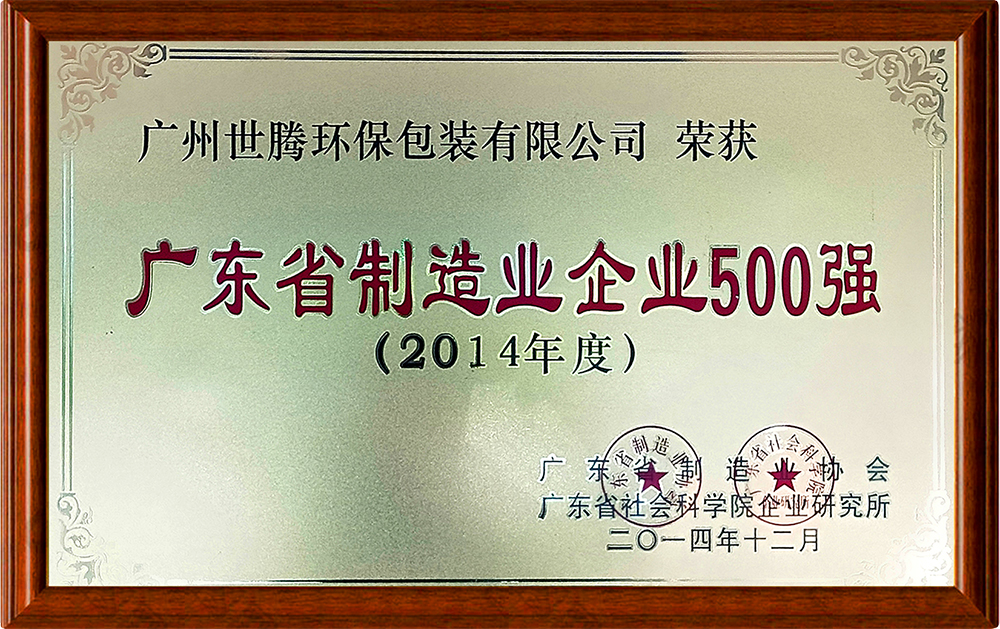 广州世腾环保包装有限公司 荣获
广东省制造业企业500强
(2014年度)
广东省制造业协会
广东省社会科学院企业研究所
二〇一四年十二月